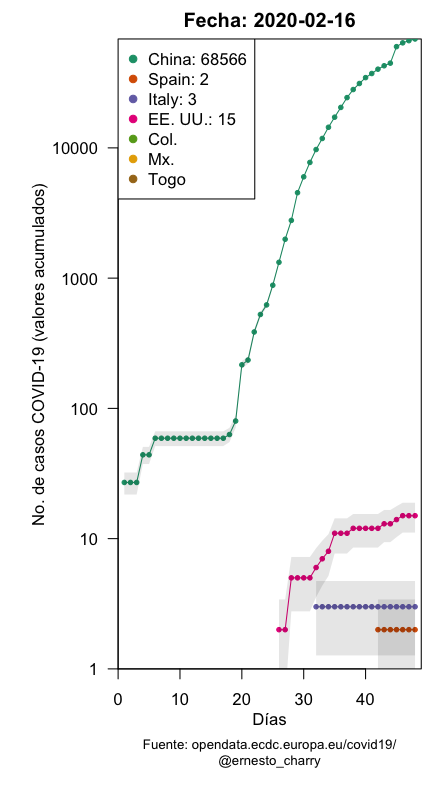 Fecha: 2020-02-16
China: 68566
Spain: 2
Italy: 3
EE. UU.: 15
Col.
Mx.
Togo
No. de casos COVID-19 (valores acumulados)
10000
1000
100
10
1
0
10
20
30
40
Días
Fuente: opendata.ecdc.europa.eu/covid19/
@ernesto_charry